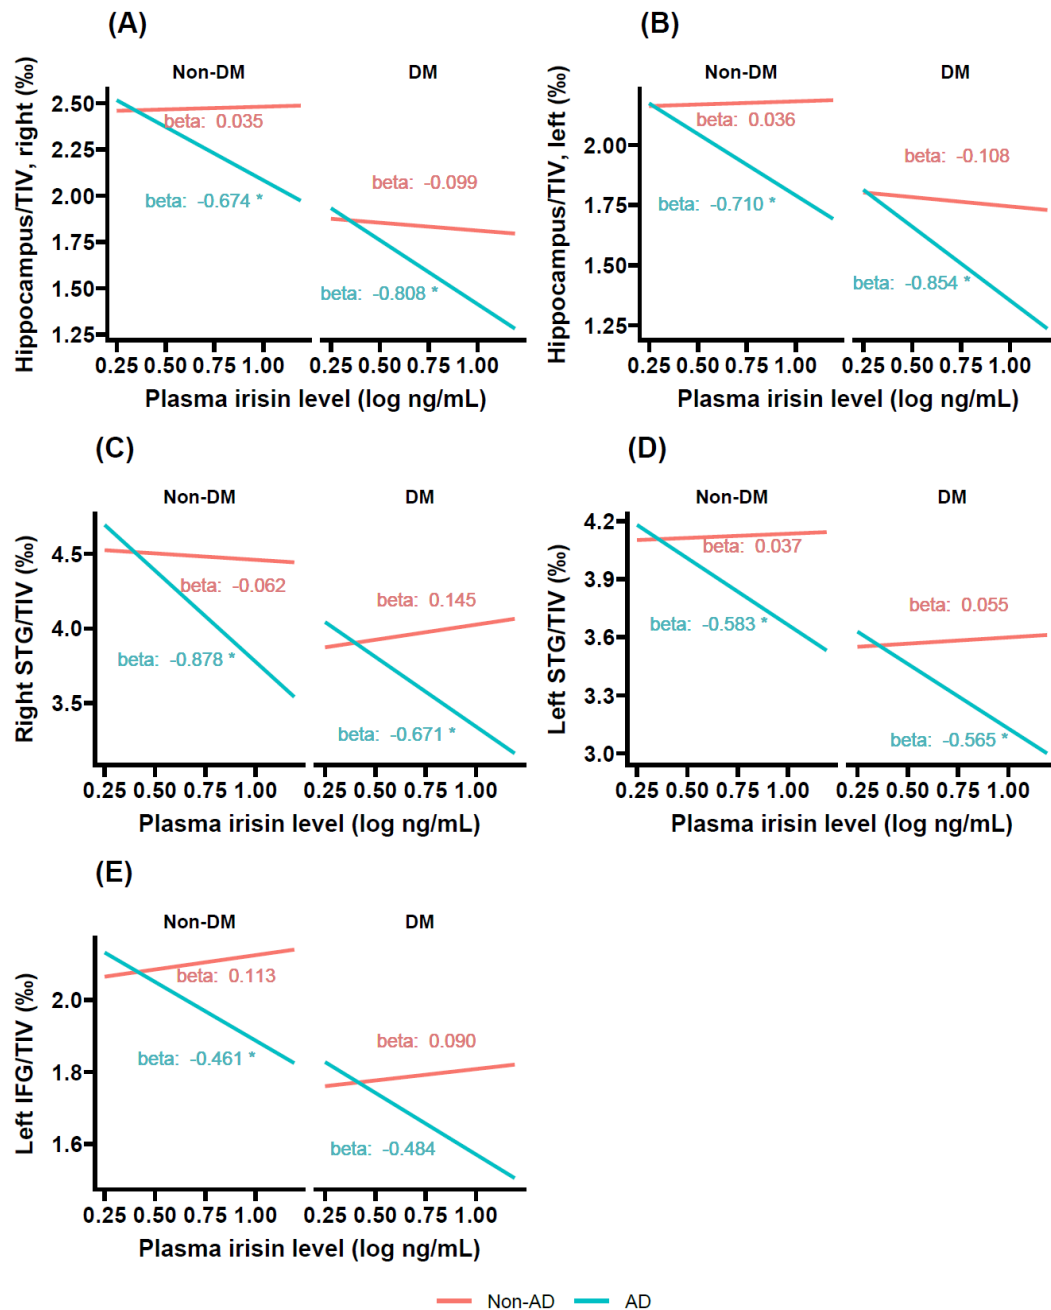 (A)
Non-DM DM
Hippocampus/TIV, right (‰)
2.50
2.25
2.00
1.75
1.50
1.25
beta: 0.035
beta: -0.674 *
beta: -0.099
beta: -0.808 *
0.25 0.50 0.75 1.00 0.25 0.50 0.75 1.00
Plasma irisin level (log ng/mL)
(B)
Non-DM DM
Hippocampus/TIV, left (‰)
2.00
1.75
1.50
1.25
beta: 0.036
beta: -0.710 *
beta: -0.108
beta: -0.854 *
0.25 0.50 0.75 1.00 0.25 0.50 0.75 1.00
Plasma irisin level (log ng/mL)
(C)
Non-DM DM
Right STG/TIV (‰)
4.5
4.0
3.5
beta: -0.062
beta: -0.878 *
beta: 0.145
beta: -0.671 *
0.25 0.50 0.75 1.00 0.25 0.50 0.75 1.00
Plasma irisin level (log ng/mL)
(D)
Non-DM DM
Left STG/TIV (‰)
4.2
3.9
3.6
3.3
3.0
beta: 0.037
beta: -0.583 *
beta: 0.055
beta: -0.565 *
0.25 0.50 0.75 1.00 0.25 0.50 0.75 1.00
Plasma irisin level (log ng/mL)
(E)
Non-DM DM
Left IFG/TIV (‰)
2.0
1.8
1.6
beta: 0.113
beta: -0.461 *
beta: 0.090
beta: -0.484
0.25 0.50 0.75 1.00 0.25 0.50 0.75 1.00
Plasma irisin level (log ng/mL)
Non-AD AD